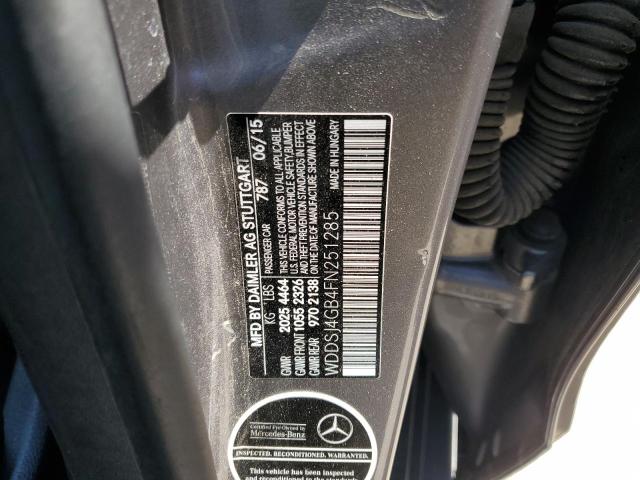 MFD BY DAIMLER AG STUTTGART
PASSENGER CAR 787 06/15
KG LBS
GVWR 2025 4464
GAWR FRONT 1055 2326
GAWR REAR 970 2138
THIS VEHICLE CONFORMS TO ALL APPLICABLE
U.S. FEDERAL MOTOR VEHICLE SAFETY, BUMPER
AND THEFT PREVENTION STANDARDS IN EFFECT
ON THE DATE OF MANUFACTURE SHOWN ABOVE
WDDSJ4GB4FN251285
MADE IN HUNGARY
Certified Pre-Owned by
Mercedes-Benz
INSPECTED. RECONDITIONED. WARRANTED.
This vehicle has been inspected